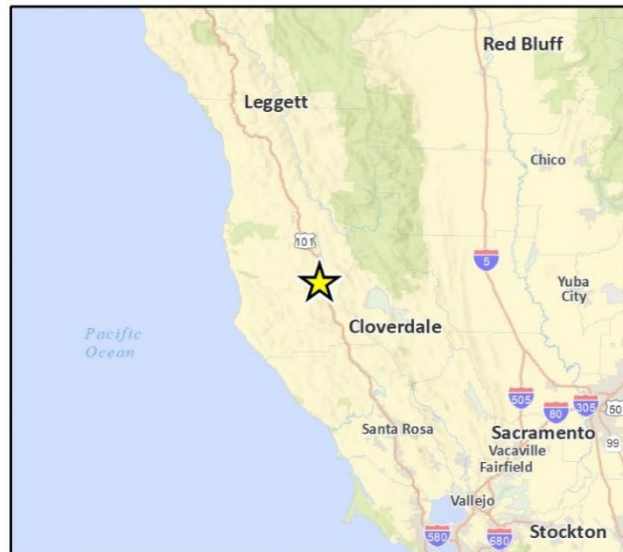 Red Bluff
Leggett
Chico
101
5
Yuba
City
Cloverdale
Pacific
Ocean
505
80
305
50
Santa Rosa
Sacramento
99
Vacaville
Fairfield
Vallejo
580
680
Stockton